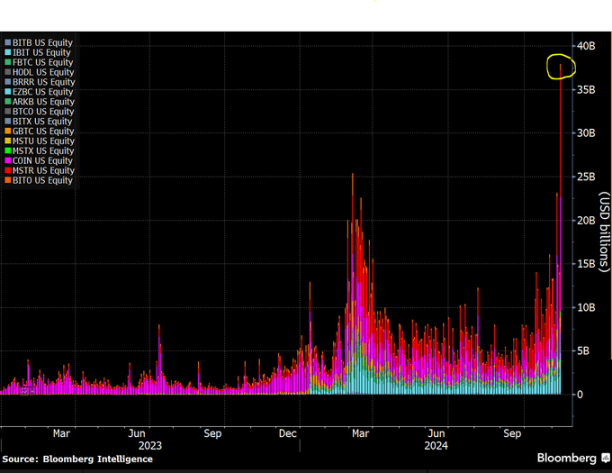 BITB US Equity
IBIT US Equity
FBTC US Equity
HODL US Equity
BRRR US Equity
EZBC US Equity
ARKB US Equity
BTCO US Equity
BITX US Equity
GBTC US Equity
MSTU US Equity
MSTX US Equity
COIN US Equity
MSTR US Equity
BITO US Equity
40B
35B
30B
25B
20B
15B
10B
5B
0
(USD billions)
Mar Jun Sep Dec Mar Jun Sep
2023 2024
Source: Bloomberg Intelligence
Bloomberg